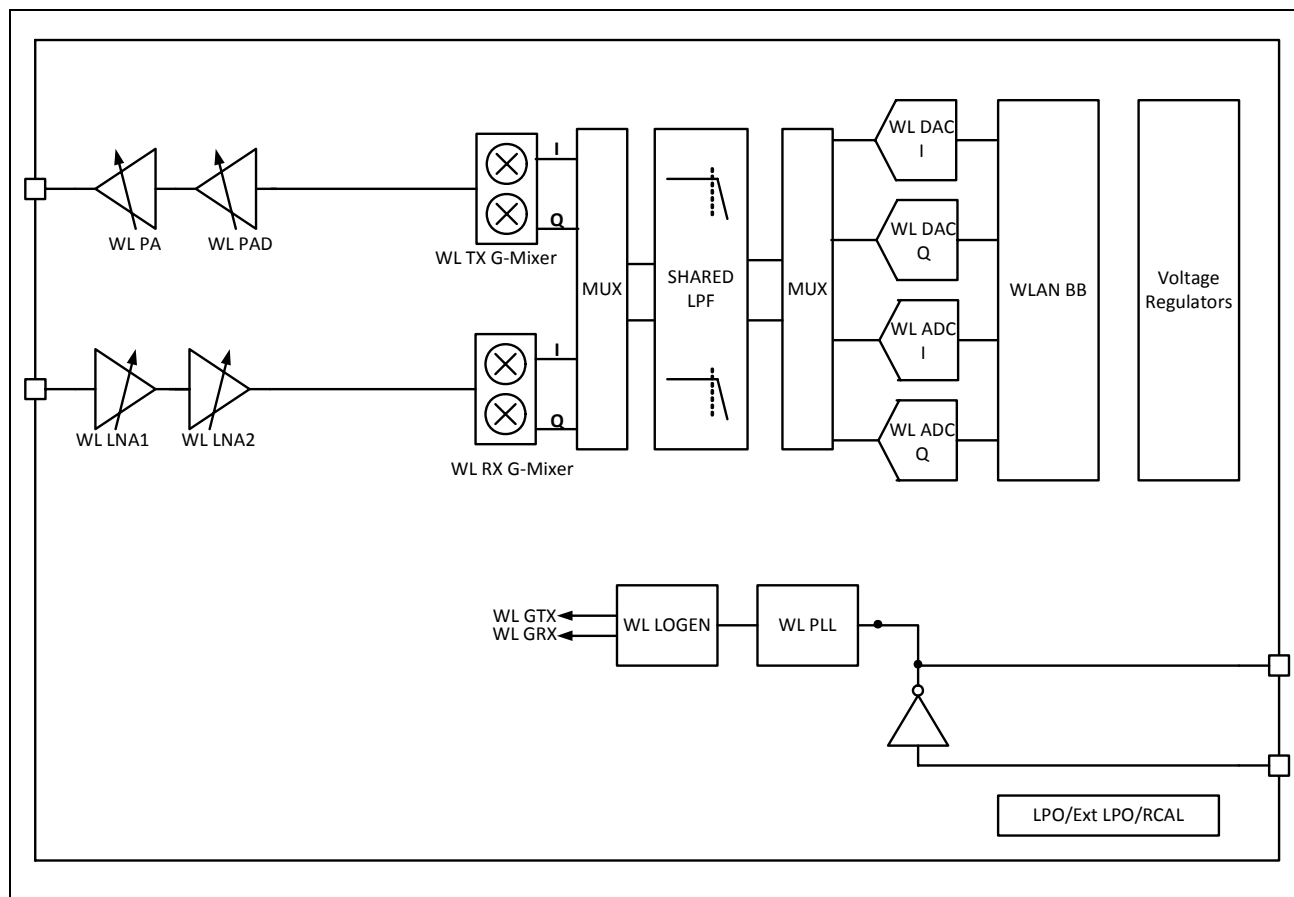 WL DAC
I
I
WL PA
WL PAD
Q
WL TX G-Mixer
WL DAC
Q
MUX
SHARED
LPF
MUX
WLAN BB
Voltage
Regulators
WL ADC
I
I
WL LNA1
WL LNA2
Q
WL RX G-Mixer
WL ADC
Q
WL GTX
WL GRX
WL LOGEN
WL PLL
LPO/Ext LPO/RCAL